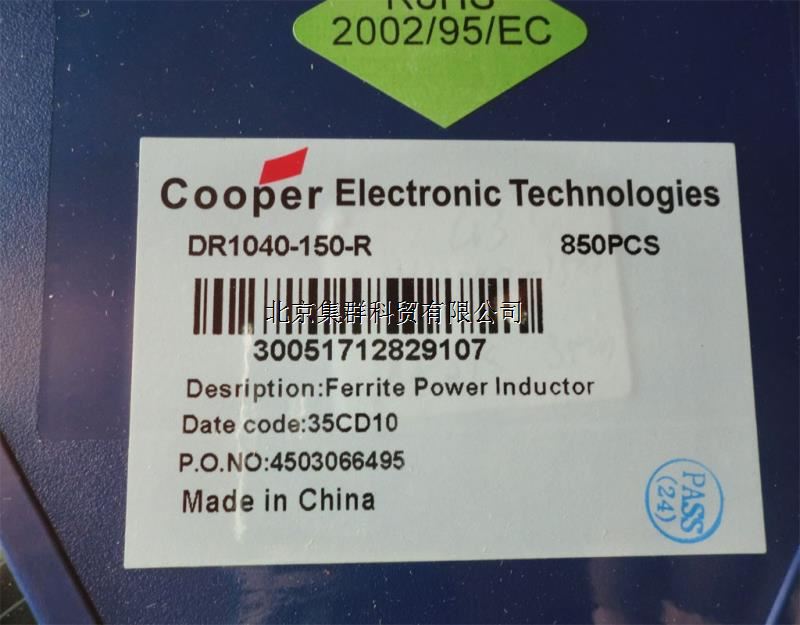 RoHS
2002/95/EC
Cooper Electronic Technologies
DR1040-150-R 850PCS
北京集群科贸有限公司
30051712829107
Desription:Ferrite Power Inductor
Date code:35CD10
P.O.NO:4503066495
Made in China
PASS
(24)